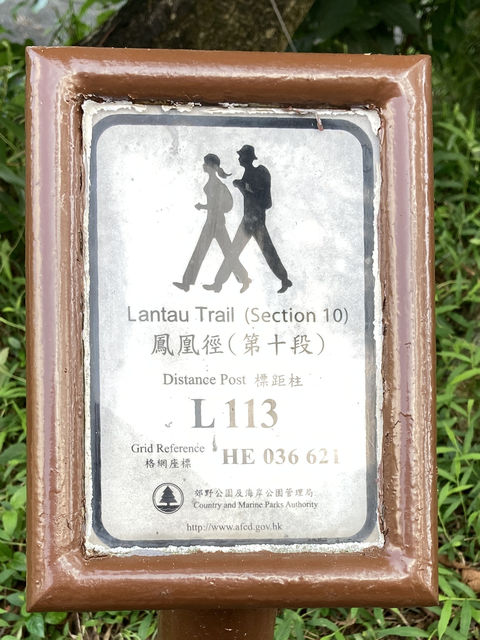 Lantau Trail (Section 10)
鳳凰徑(第十段)
Distance Post 標距柱
L 113
Grid Reference HE 036 621
格網座標
郊野公園及海岸公園管理局
Country and Marine Parks Authority
http://www.afcd.gov.hk